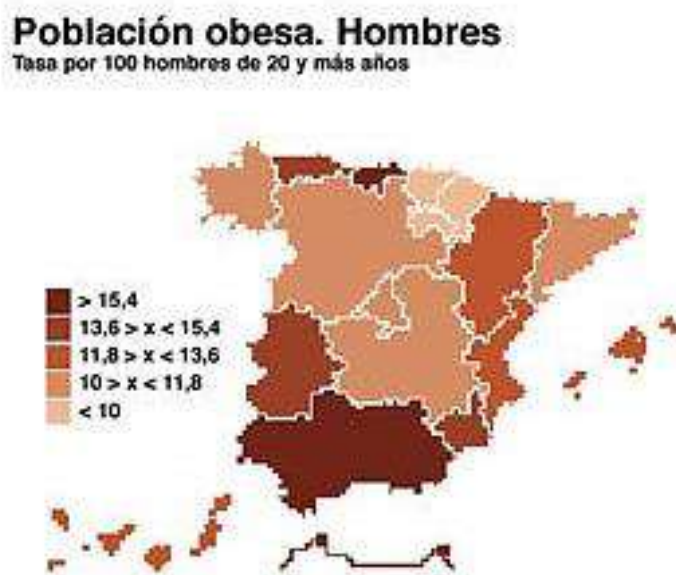 Población obesa. Hombres
Tasa por 100 hombres de 20 y más años
> 15,4
13,6 > x < 15,4
11,8 > x < 13,6
10 > x < 11,8
< 10